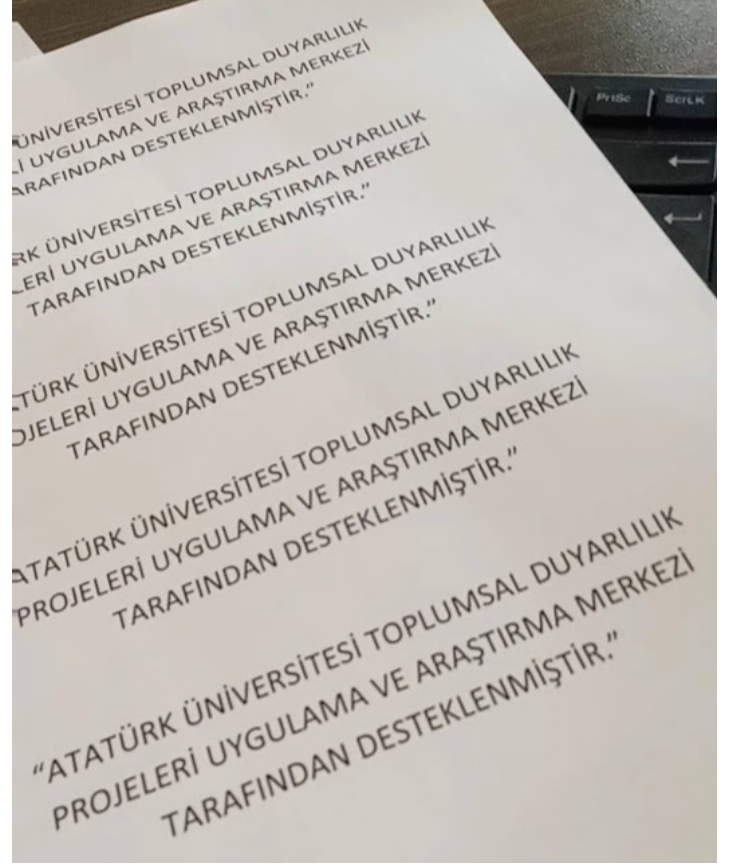 ÜNİVERSİTESİ TOPLUMSAL DUYARLILIK
UYGULAMA VE ARAŞTIRMA MERKEZİ
TARAFINDAN DESTEKLENMİŞTİR.”
ÜNİVERSİTESİ TOPLUMSAL DUYARLILIK
UYGULAMA VE ARAŞTIRMA MERKEZİ
TARAFINDAN DESTEKLENMİŞTİR.”
ÜNİVERSİTESİ TOPLUMSAL DUYARLILIK
UYGULAMA VE ARAŞTIRMA MERKEZİ
TARAFINDAN DESTEKLENMİŞTİR.”
ATATÜRK ÜNİVERSİTESİ TOPLUMSAL DUYARLILIK
PROJELERİ UYGULAMA VE ARAŞTIRMA MERKEZİ
TARAFINDAN DESTEKLENMİŞTİR.”
“ATATÜRK ÜNİVERSİTESİ TOPLUMSAL DUYARLILIK
PROJELERİ UYGULAMA VE ARAŞTIRMA MERKEZİ
TARAFINDAN DESTEKLENMİŞTİR.”
PrtSc ScrLK